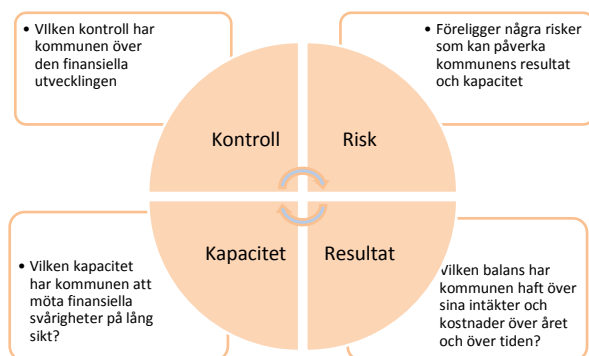 • VIlken kontroll har
kommunen över
den finansiella
utvecklingen
• Föreligger några risker
som kan påverka
kommunens resultat
och kapacitet
Kontroll
Risk
Kapacitet
Resultat
• Vilken kapacitet
har kommunen att
möta finansiella
svårigheter på lång
sikt?
Vilken balans har
kommunen haft över
sina intäkter och
kostnader över året
och över tiden?